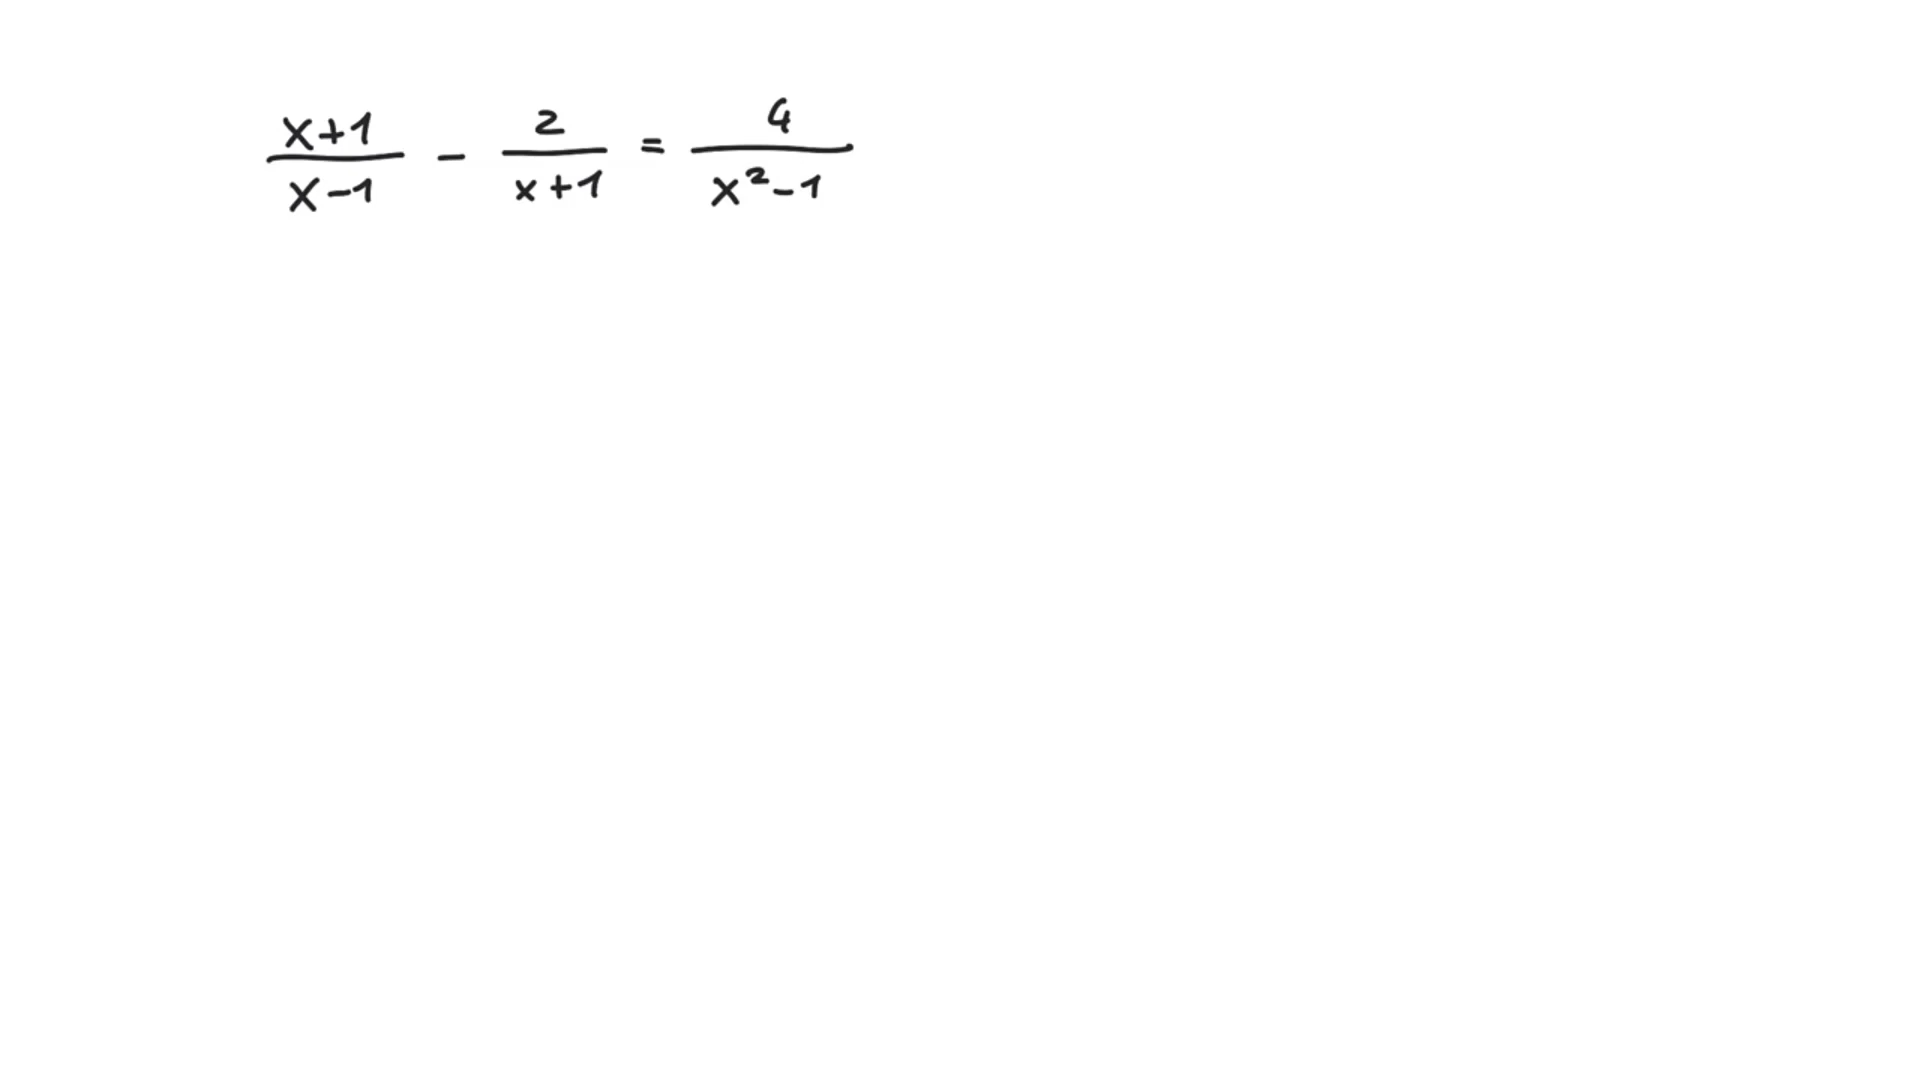 (x+1)/(x-1) - 2/(x+1) = 4/(x²-1)